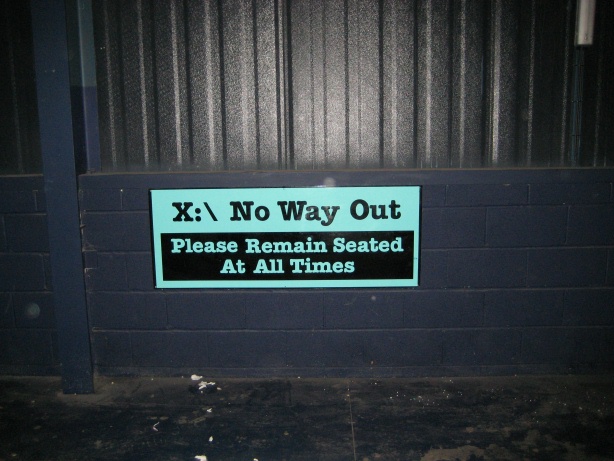 X:\ No Way Out
Please Remain Seated
At All Times